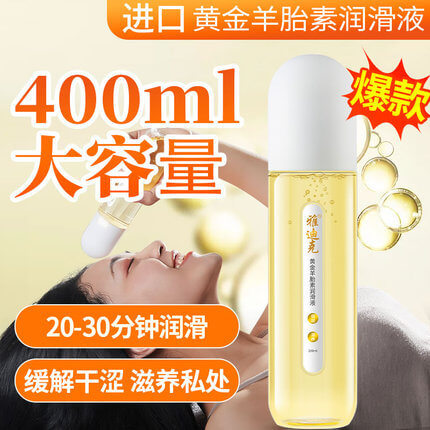 进口 黄金羊胎素润滑液
400ml
大容量
爆款
雅迪克
黄金羊胎素润滑液
20-30分钟润滑
缓解干涩 滋养私处